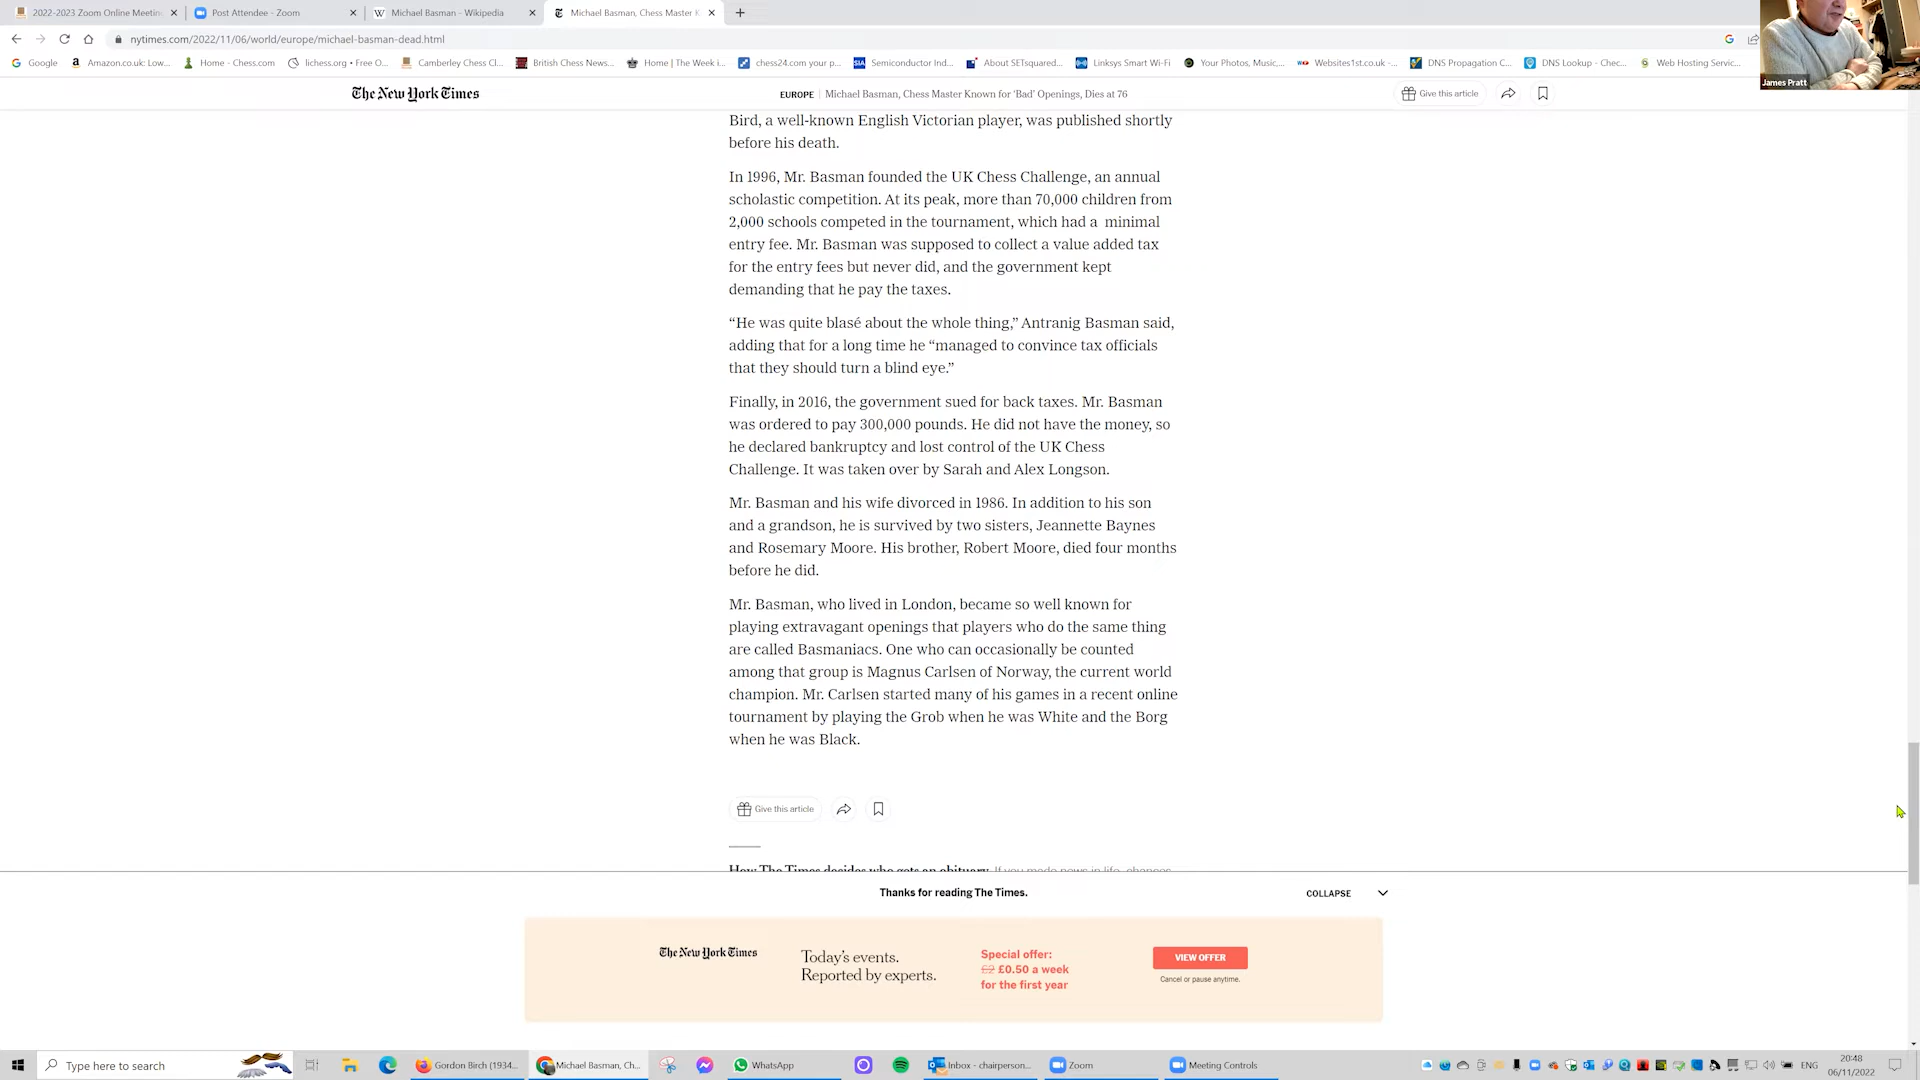 2022-2023 Zoom Online Meetin
Post Attendee - Zoom
Michael Basman - Wikipedia
Michael Basman, Chess Master K
nytimes.com/2022/11/06/world/europe/michael-basman-dead.html
Google
Amazon.co.uk: Low...
Home - Chess.com
lichess.org • Free O...
Camberley Chess Cl...
British Chess News...
Home | The Week i...
chess24.com your p...
Semiconductor Ind...
About SETsquared...
Linksys Smart Wi-Fi
Your Photos, Music,...
Websites1st.co.uk -...
DNS Propagation C...
DNS Lookup - Chec...
Web Hosting Servic...
James Pratt
The New York Times
EUROPE | Michael Basman, Chess Master Known for 'Bad' Openings, Dies at 76
Give this article
Bird, a well-known English Victorian player, was published shortly
before his death.
In 1996, Mr. Basman founded the UK Chess Challenge, an annual
scholastic competition. At its peak, more than 70,000 children from
2,000 schools competed in the tournament, which had a minimal
entry fee. Mr. Basman was supposed to collect a value added tax
for the entry fees but never did, and the government kept
demanding that he pay the taxes.
“He was quite blasé about the whole thing,” Antranig Basman said,
adding that for a long time he “managed to convince tax officials
that they should turn a blind eye.”
Finally, in 2016, the government sued for back taxes. Mr. Basman
was ordered to pay 300,000 pounds. He did not have the money, so
he declared bankruptcy and lost control of the UK Chess
Challenge. It was taken over by Sarah and Alex Longson.
Mr. Basman and his wife divorced in 1986. In addition to his son
and a grandson, he is survived by two sisters, Jeannette Baynes
and Rosemary Moore. His brother, Robert Moore, died four months
before he did.
Mr. Basman, who lived in London, became so well known for
playing extravagant openings that players who do the same thing
are called Basmaniacs. One who can occasionally be counted
among that group is Magnus Carlsen of Norway, the current world
champion. Mr. Carlsen started many of his games in a recent online
tournament by playing the Grob when he was White and the Borg
when he was Black.
Give this article
How The Times decides who gets an obituary. If you made news in life, chances
Thanks for reading The Times.
COLLAPSE
The New York Times
Today's events.
Reported by experts.
Special offer:
£2 £0.50 a week
for the first year
VIEW OFFER
Cancel or pause anytime.
Type here to search
Gordon Birch (1934...
Michael Basman, Ch...
WhatsApp
Inbox - chairperson...
Zoom
Meeting Controls
ENG
20:48
06/11/2022